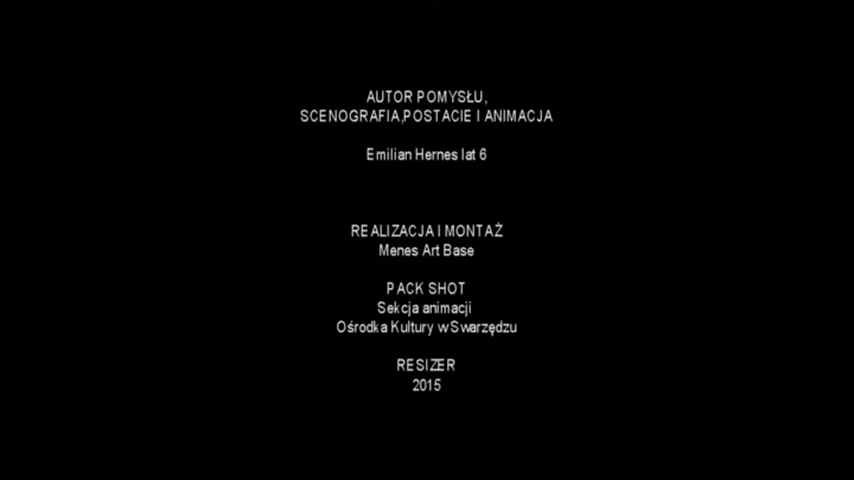 AUTOR POMYSŁU,
SCENOGRAFIA,POSTACIE I ANIMACJA
Emilian Hernes lat 6
REALIZACJA I MONTAŻ
Menes Art Base
PACK SHOT
Sekcja animacji
Ośrodka Kultury w Swarzędzu
RESIZER
2015